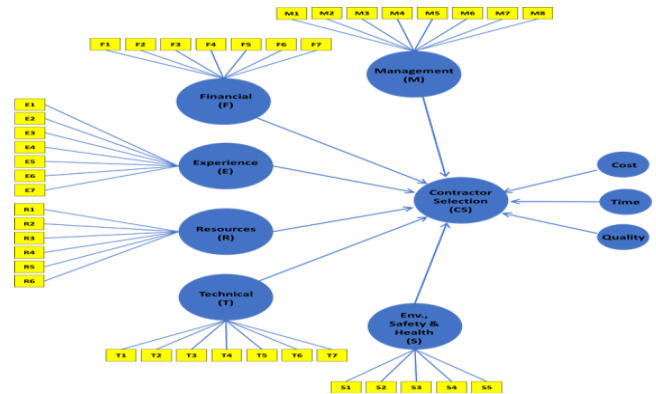 M1 M2 M3 M4 M5 M6 M7 M8
F1 F2 F3 F4 F5 F6 F7
Management
(M)
Financial
(F)
E1
E2
E3
E4
E5
E6
E7
Experience
(E)
Contractor
Selection
(CS)
Cost
Time
Quality
R1
R2
R3
R4
R5
R6
Resources
(R)
Technical
(T)
Env.,
Safety &
Health
(S)
T1 T2 T3 T4 T5 T6 T7
S1 S2 S3 S4 S5